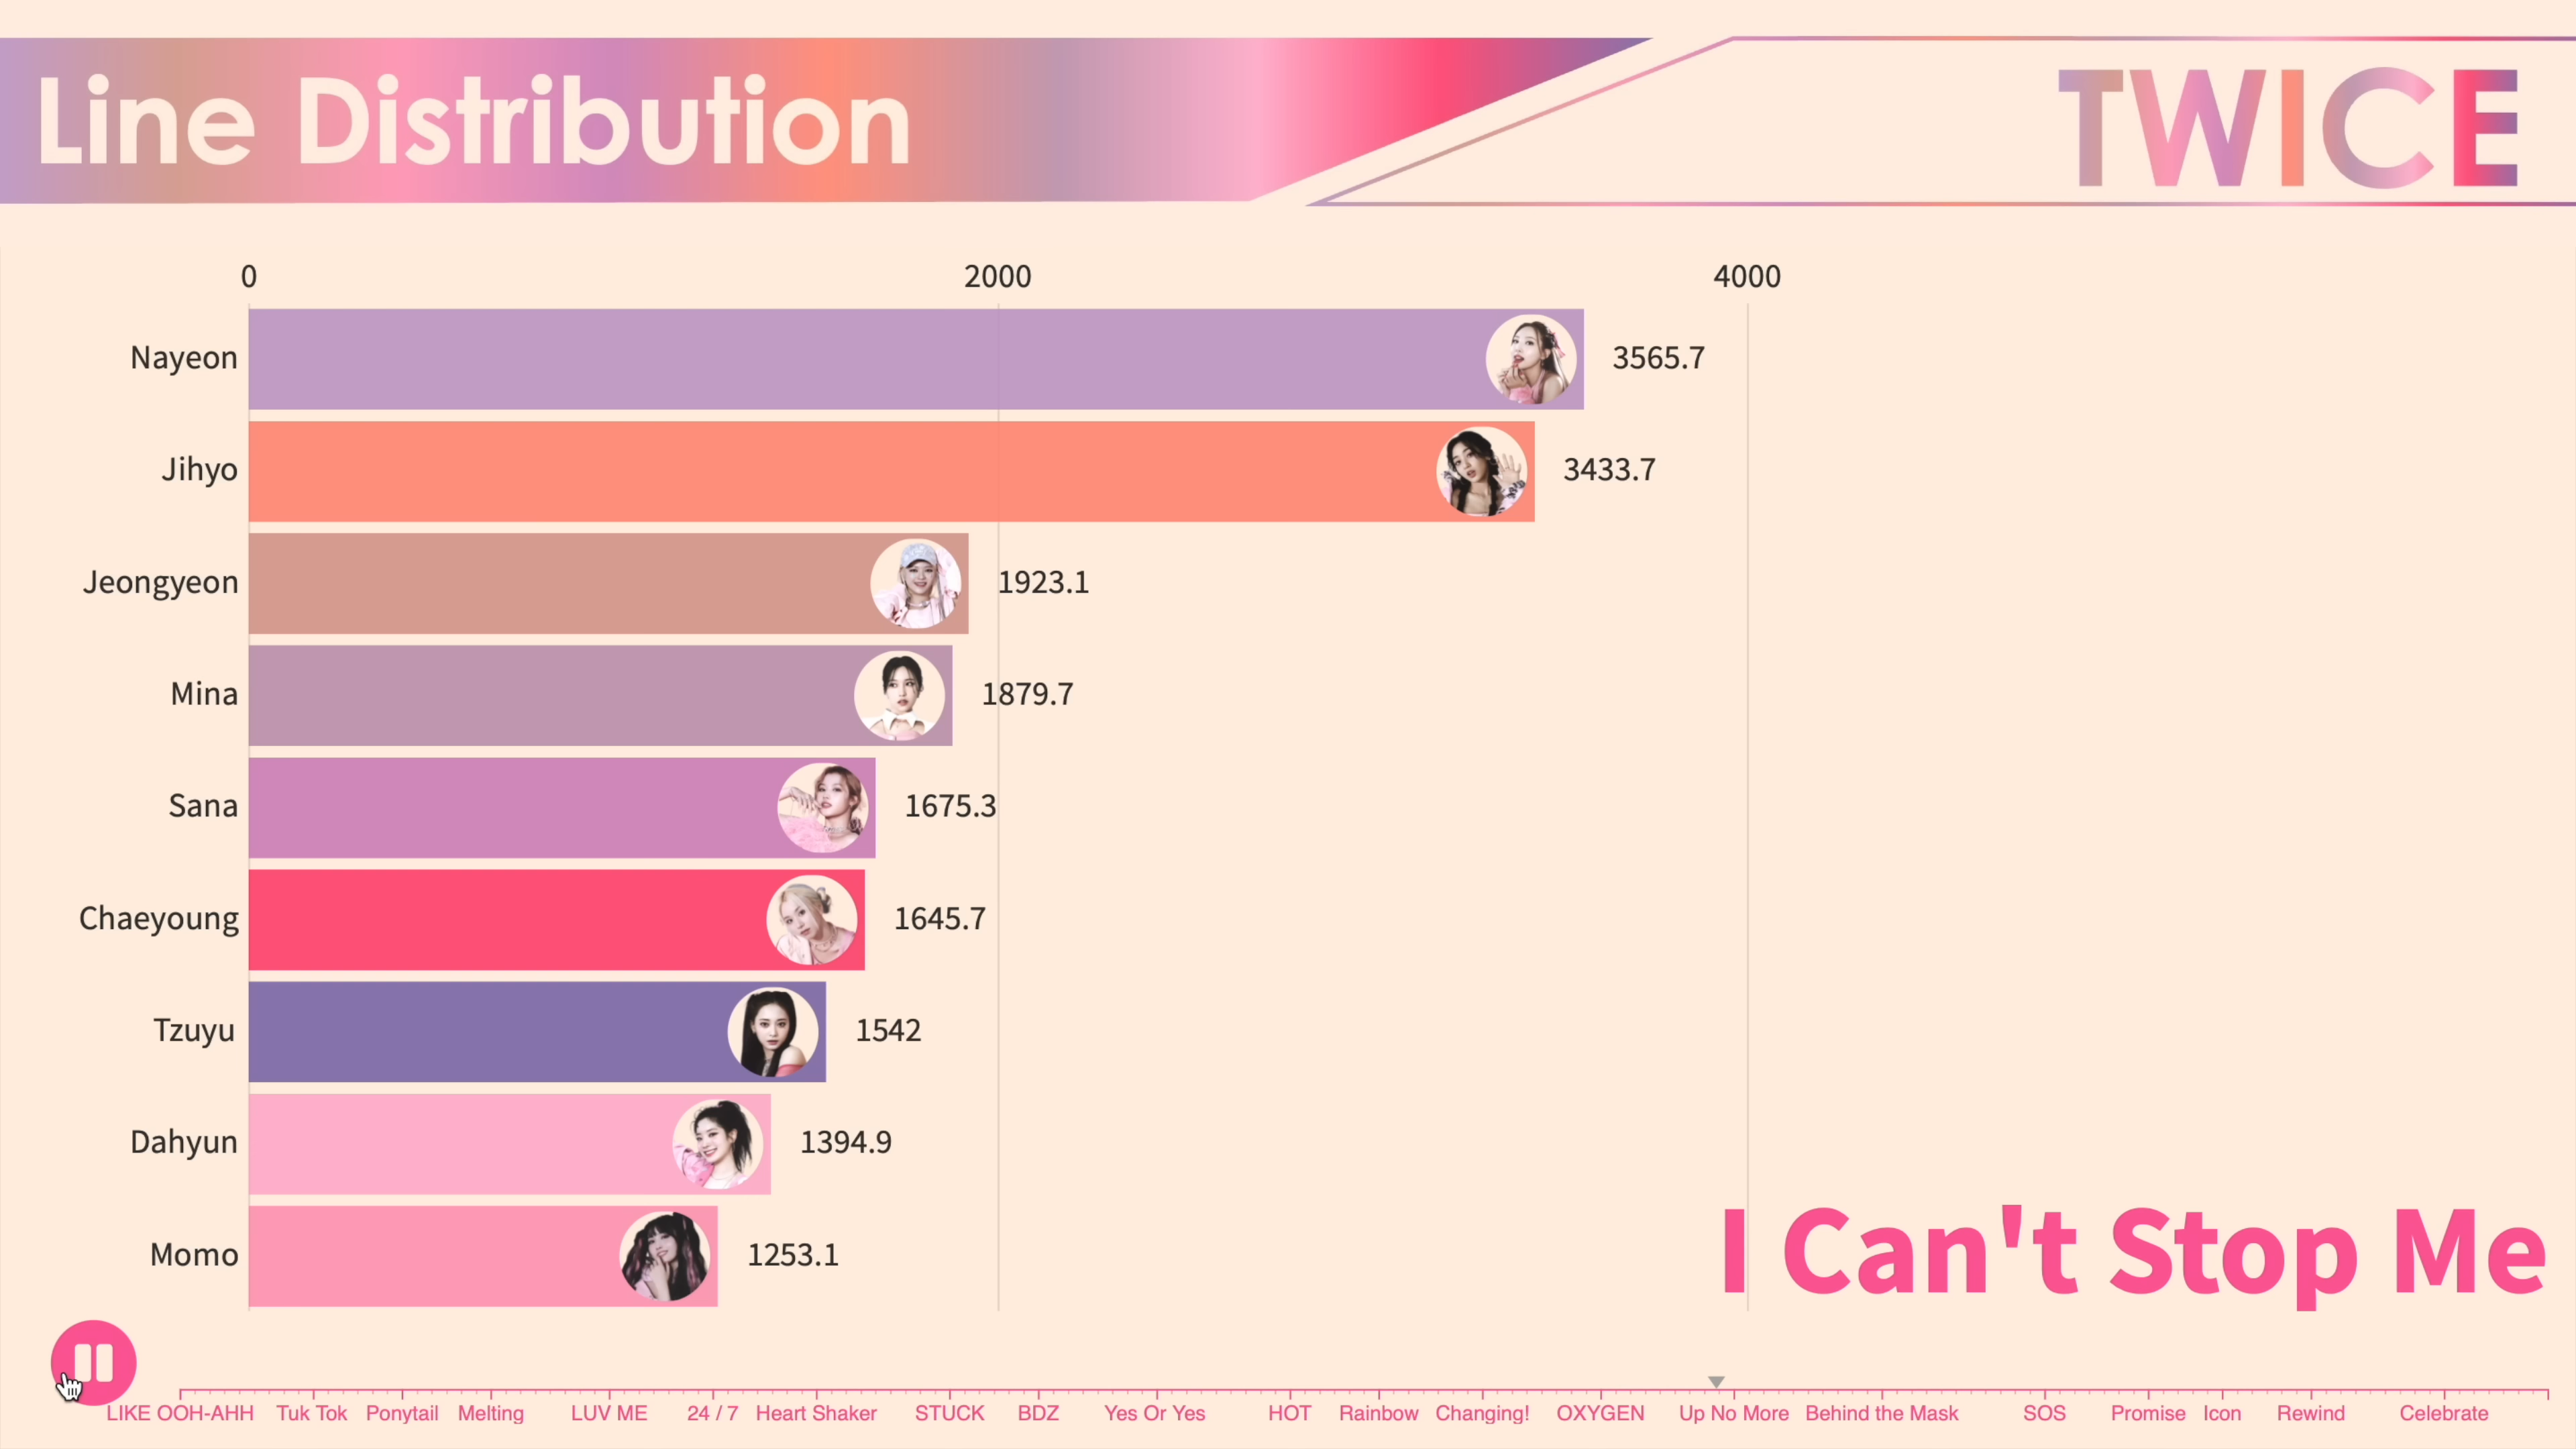 Line Distribution
TWICE
0 2000 4000
Nayeon 3565.7
Jihyo 3433.7
Jeongyeon 1923.1
Mina 1879.7
Sana 1675.3
Chaeyoung 1645.7
Tzuyu 1542
Dahyun 1394.9
Momo 1253.1
I Can't Stop Me
LIKE OOH-AHH Tuk Tok Ponytail Melting LUV ME 24 / 7 Heart Shaker STUCK BDZ Yes Or Yes HOT Rainbow Changing! OXYGEN Up No More Behind the Mask SOS Promise Icon Rewind Celebrate